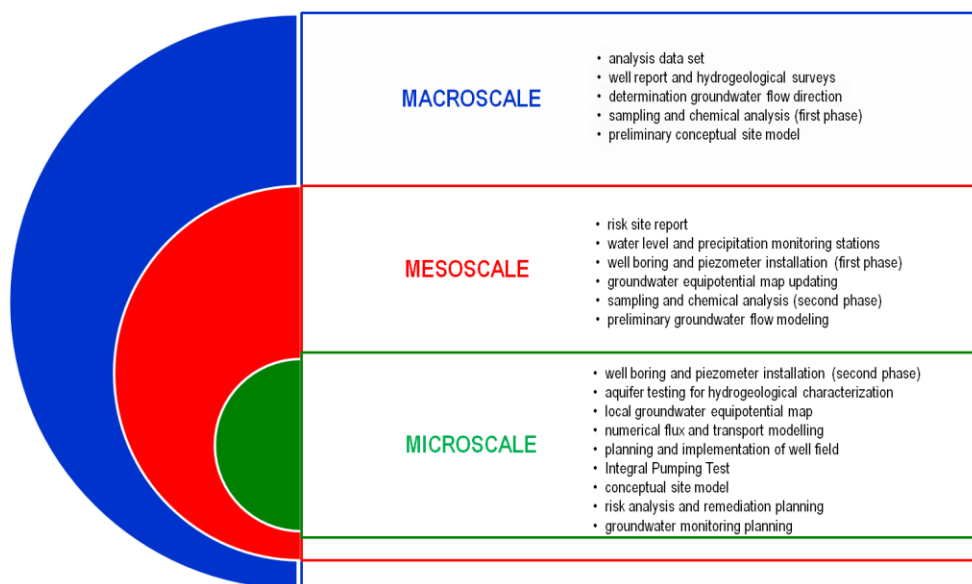 MACROSCALE
• analysis data set
• well report and hydrogeological surveys
• determination groundwater flow direction
• sampling and chemical analysis (first phase)
• preliminary conceptual site model
MESOSCALE
• risk site report
• water level and precipitation monitoring stations
• well boring and piezometer installation (first phase)
• groundwater equipotential map updating
• sampling and chemical analysis (second phase)
• preliminary groundwater flow modeling
MICROSCALE
• well boring and piezometer installation (second phase)
• aquifer testing for hydrogeological characterization
• local groundwater equipotential map
• numerical flux and transport modelling
• planning and implementation of well field
• Integral Pumping Test
• conceptual site model
• risk analysis and remediation planning
• groundwater monitoring planning